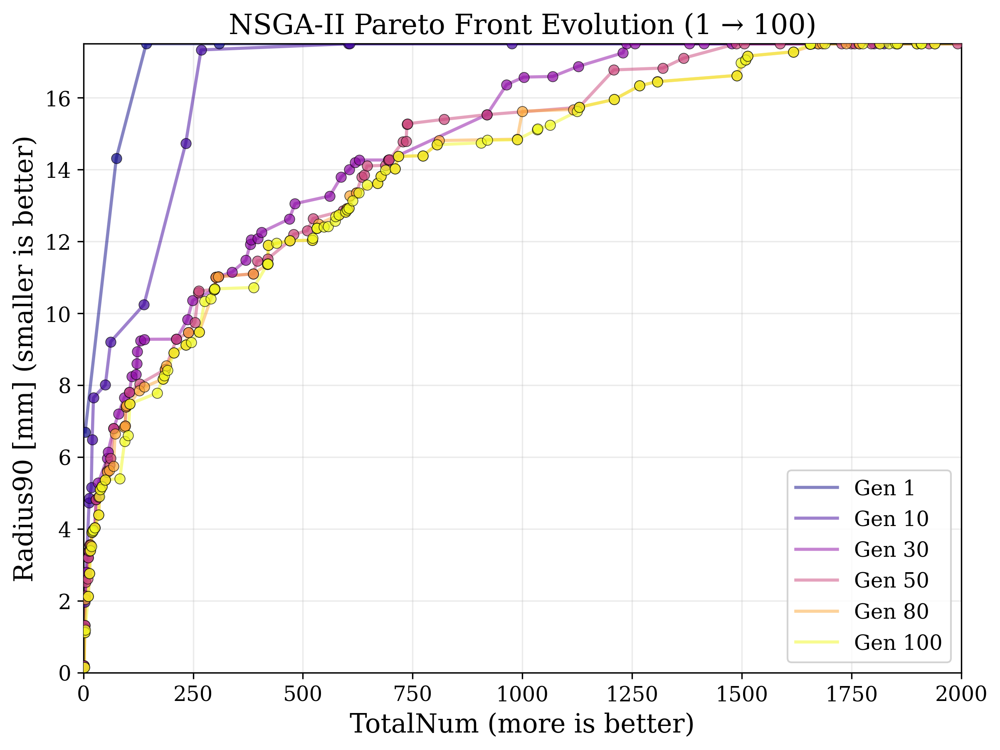 NSGA-II Pareto Front Evolution (1 → 100)
Radius90 [mm] (smaller is better)
16
14
12
10
8
6
4
2
0
0 250 500 750 1000 1250 1500 1750 2000
TotalNum (more is better)
Gen 1
Gen 10
Gen 30
Gen 50
Gen 80
Gen 100